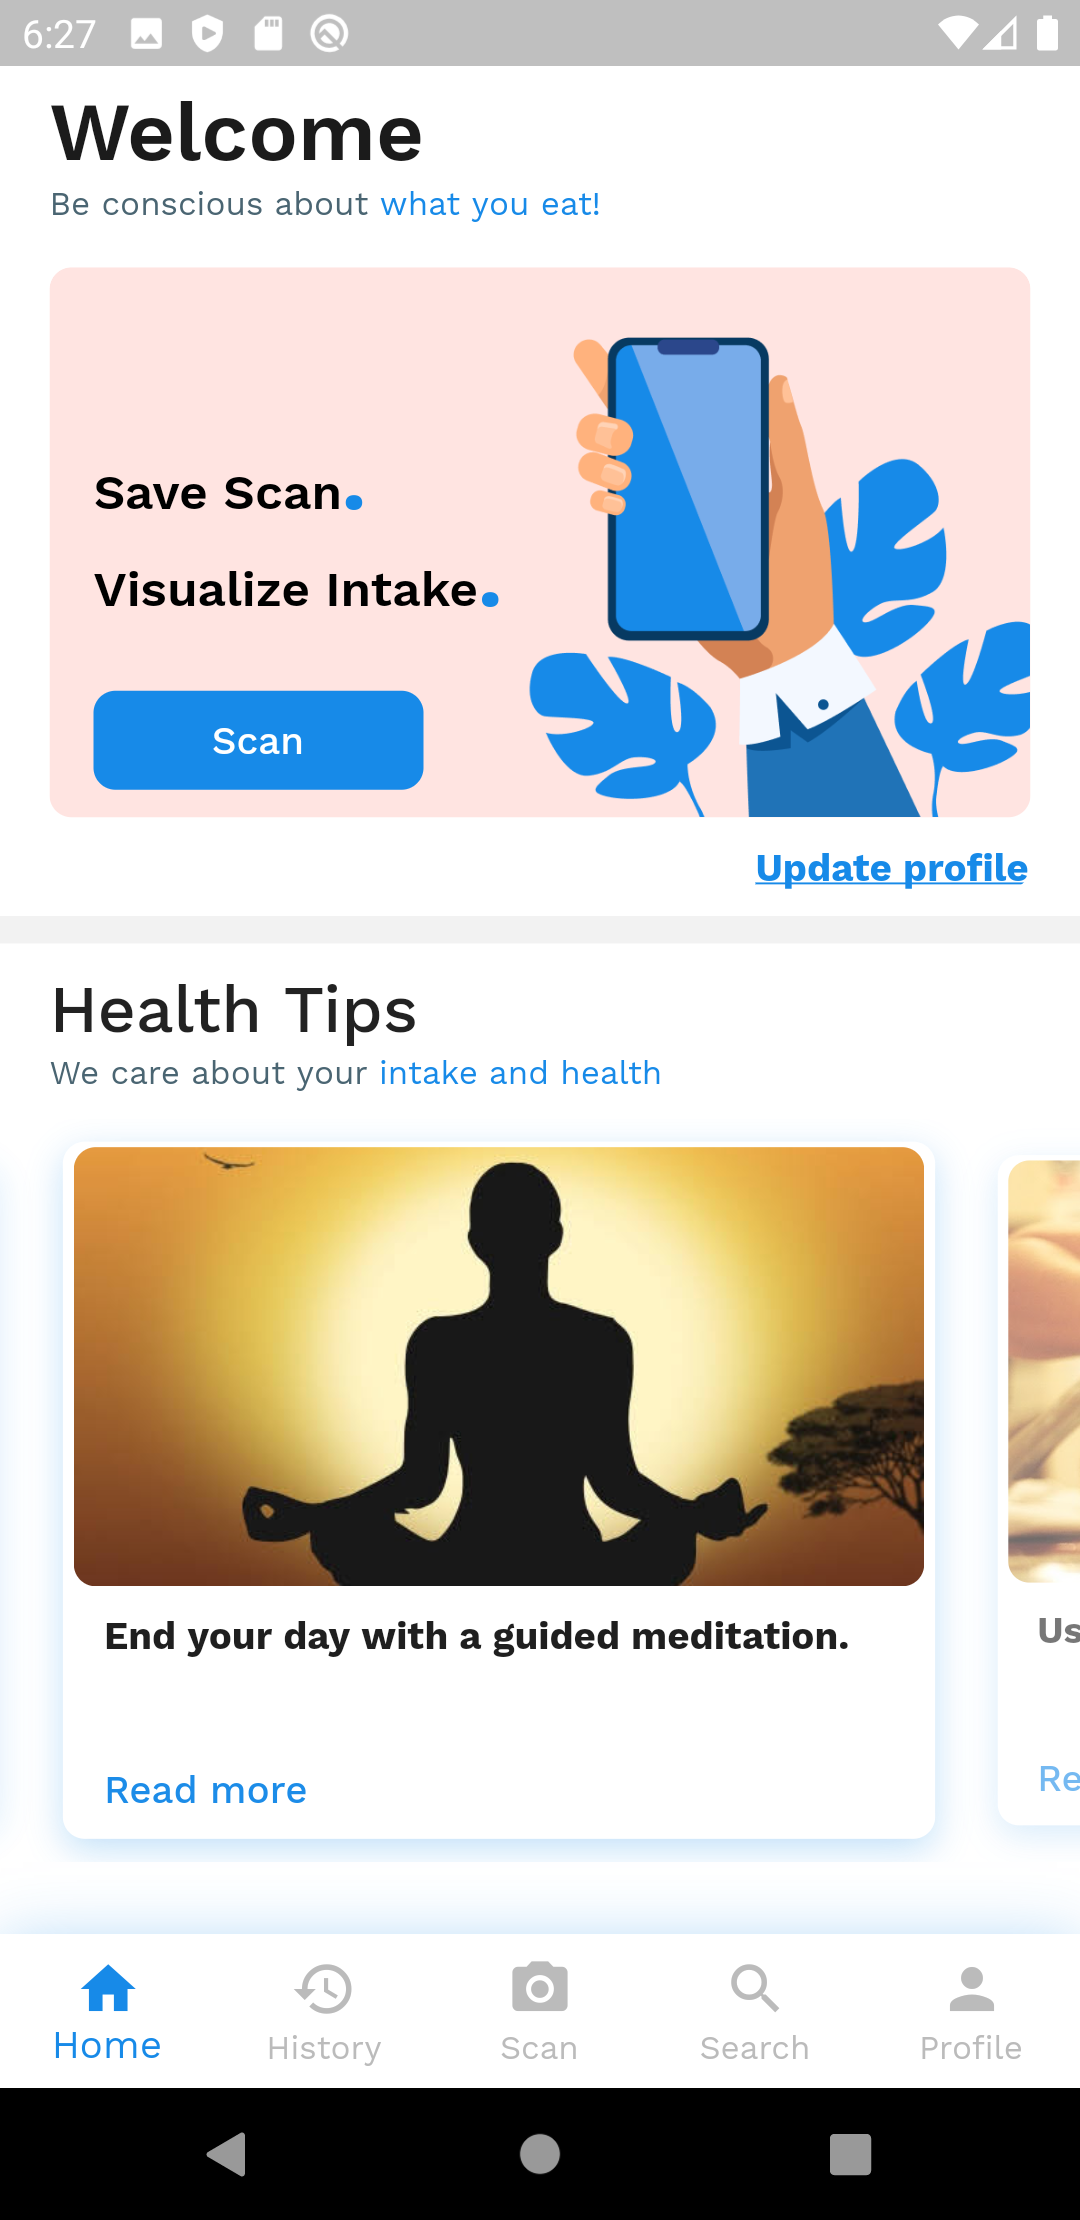 6:27
Welcome
Be conscious about what you eat!
Save Scan.
Visualize Intake.
Scan
Update profile
Health Tips
We care about your intake and health
End your day with a guided meditation.
Us
Read more
Re
Home
History
Scan
Search
Profile